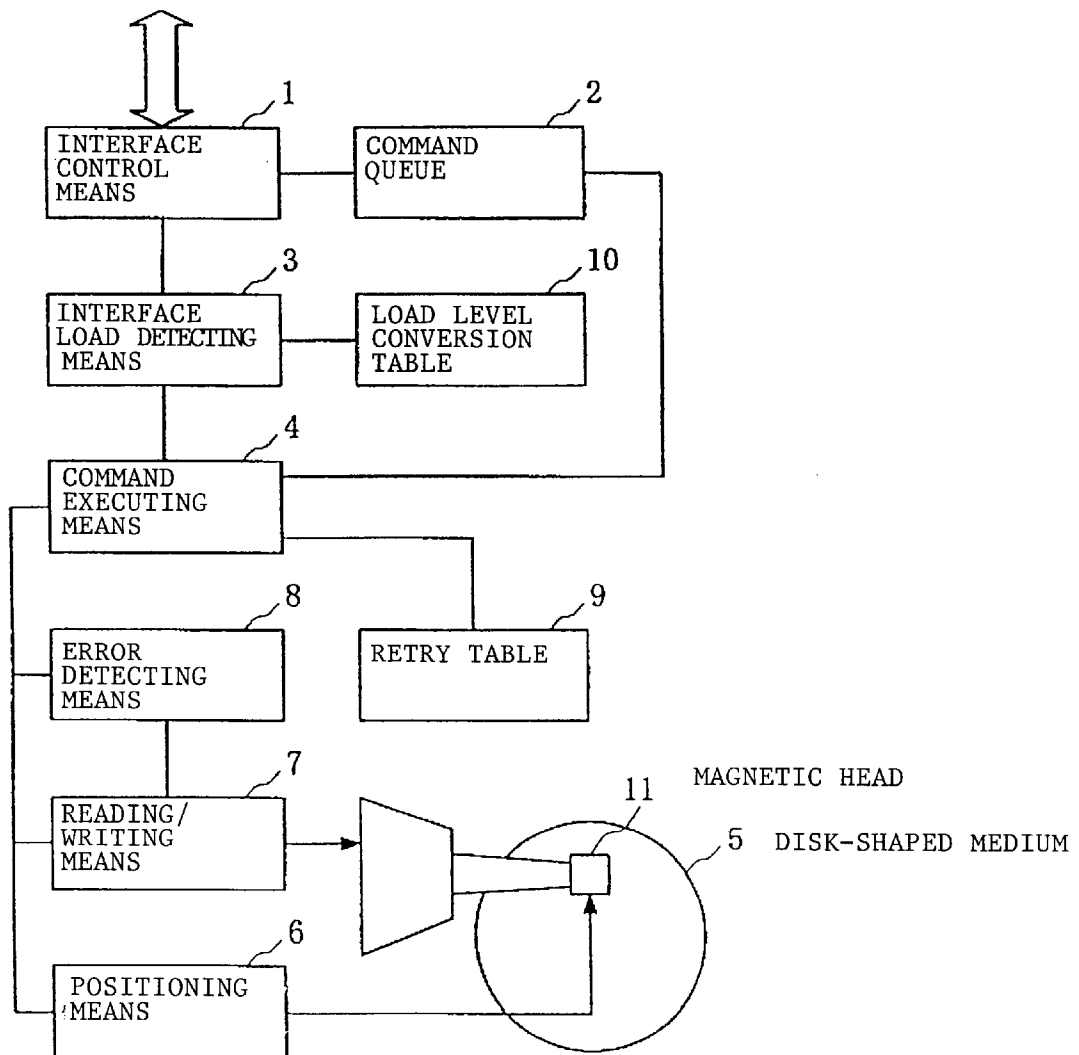 1
2
INTERFACE
CONTROL
MEANS
COMMAND
QUEUE
3
10
INTERFACE
LOAD DETECTING
MEANS
LOAD LEVEL
CONVERSION
TABLE
4
COMMAND
EXECUTING
MEANS
8
9
ERROR
DETECTING
MEANS
RETRY TABLE
7
READING/
WRITING
MEANS
11
MAGNETIC HEAD
5 DISK-SHAPED MEDIUM
6
POSITIONING
MEANS